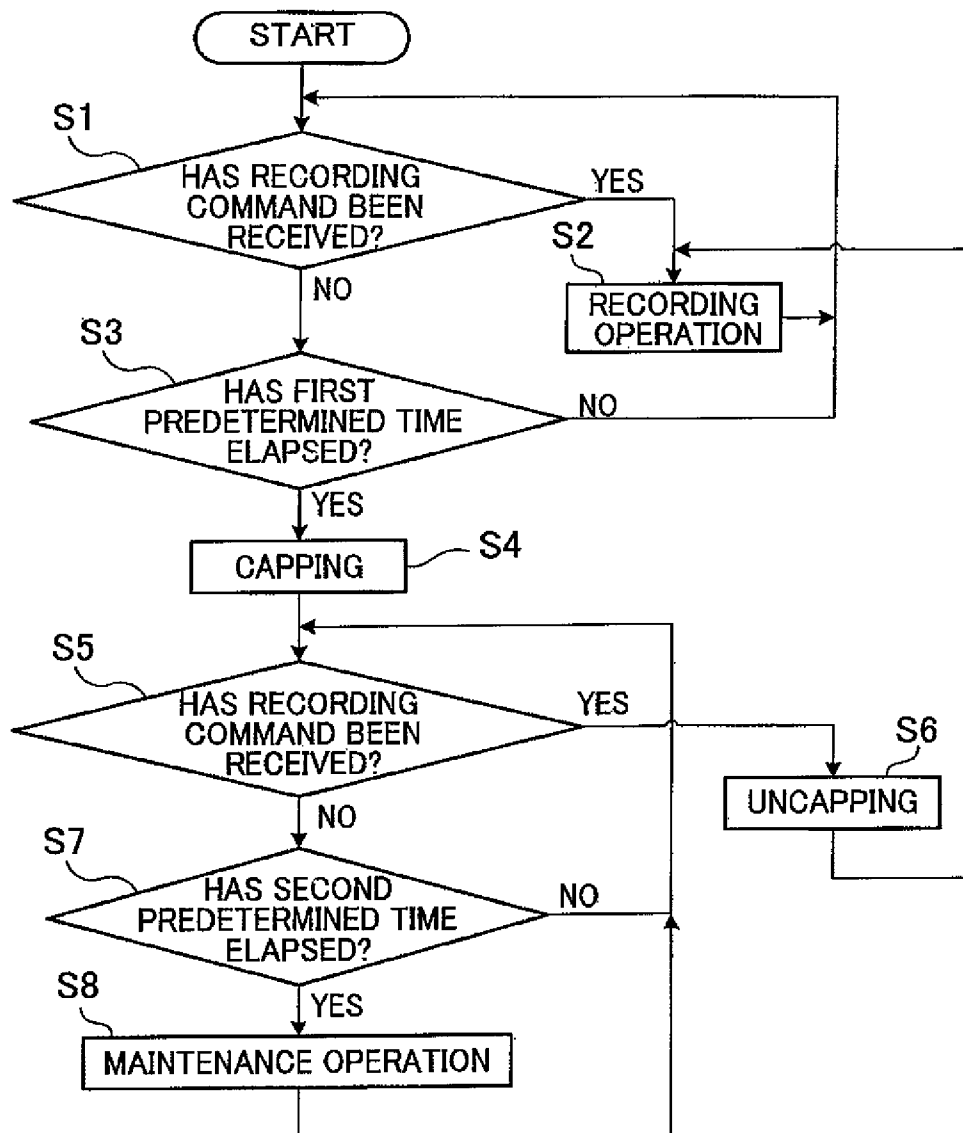 START
S1
HAS RECORDING
COMMAND BEEN
RECEIVED?
YES
NO
S2
RECORDING
OPERATION
S3
HAS FIRST
PREDETERMINED TIME
ELAPSED?
NO
YES
CAPPING
S4
S5
HAS RECORDING
COMMAND BEEN
RECEIVED?
YES
NO
S6
UNCAPPING
S7
HAS SECOND
PREDETERMINED TIME
ELAPSED?
NO
YES
S8
MAINTENANCE OPERATION